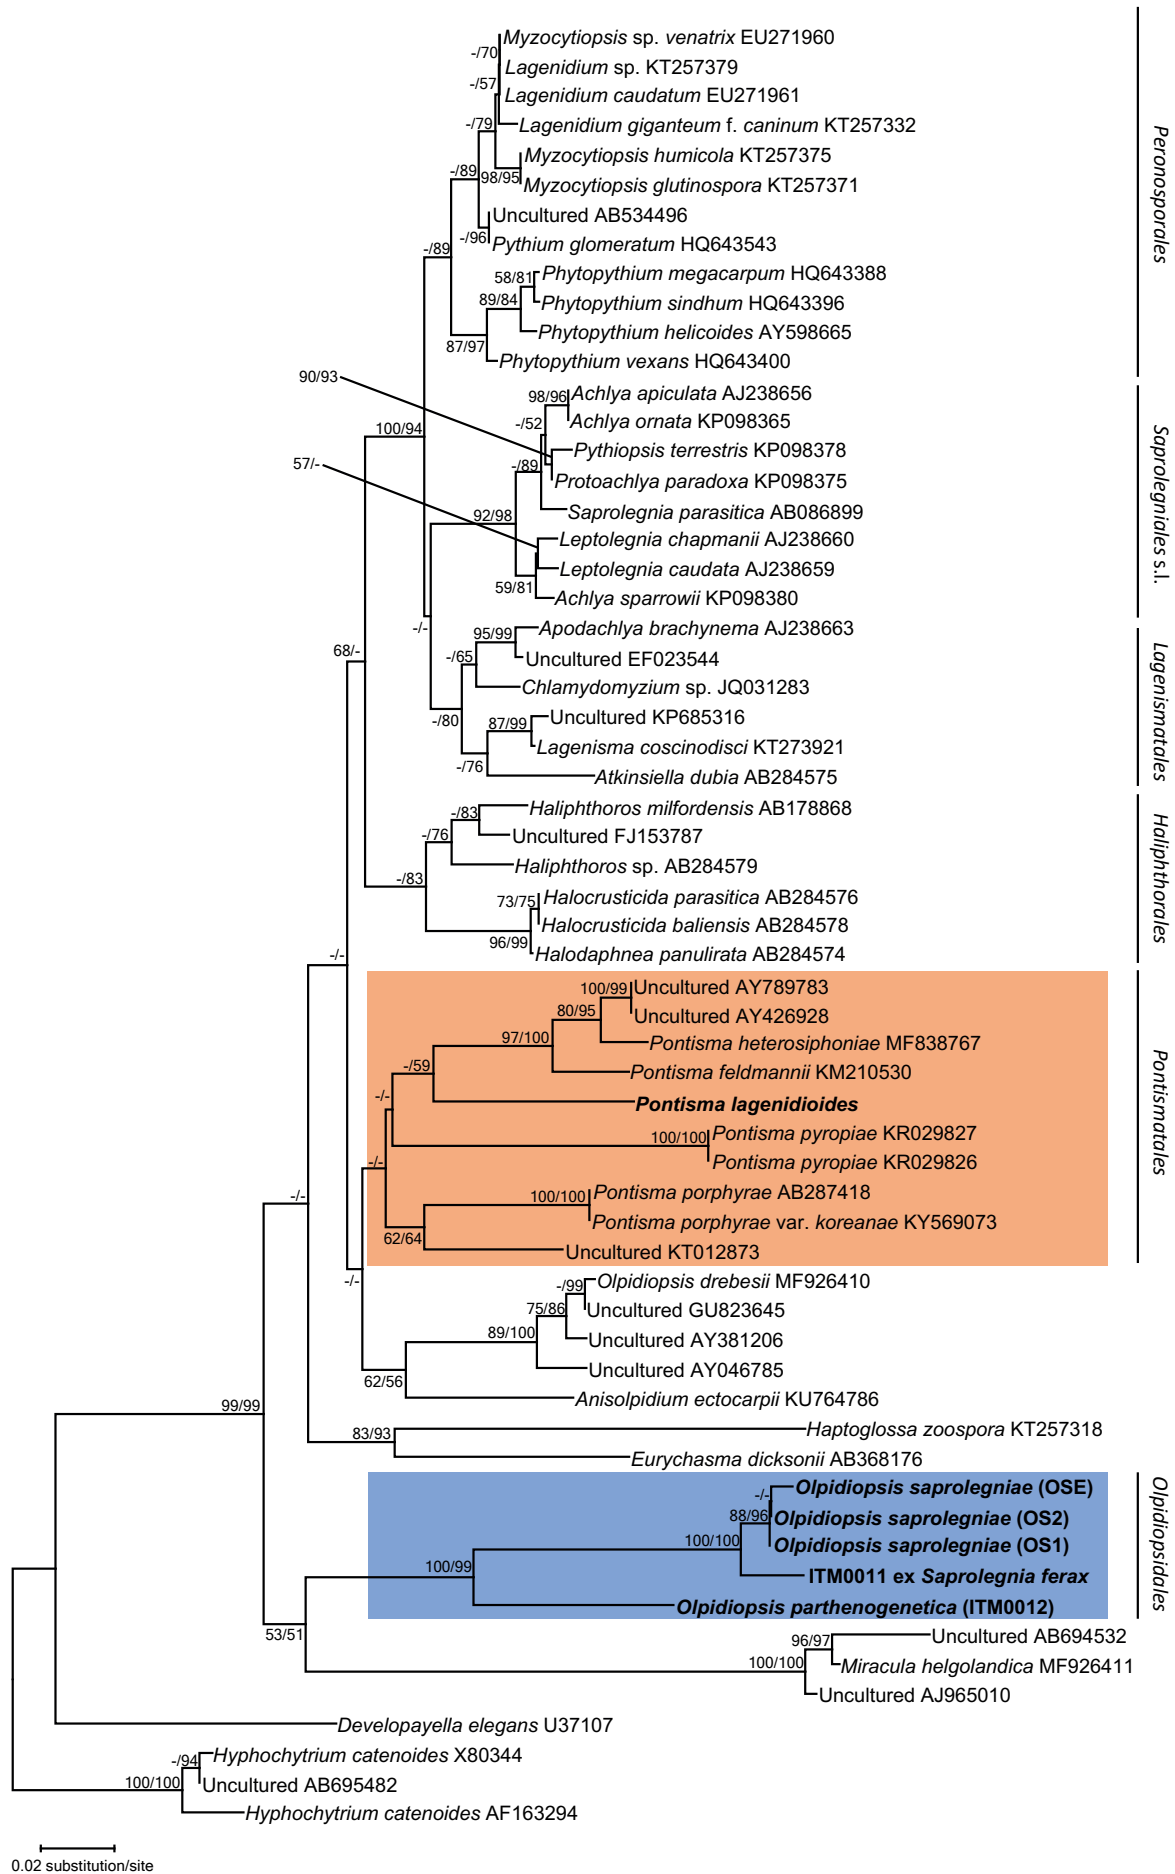 -/70
Myzocytiopsis sp. venatrix EU271960
Lagenidium sp. KT257379
-/57
Lagenidium caudatum EU271961
-/79
Lagenidium giganteum f. caninum KT257332
Myzocytiopsis humicola KT257375
-/89
98/95
Myzocytiopsis glutinospora KT257371
Uncultured AB534496
-/96
Pythium glomeratum HQ643543
-/89
Phytopythium megacarpum HQ643388
58/81
89/84
Phytopythium sindhum HQ643396
Phytopythium helicoides AY598665
87/97
Phytopythium vexans HQ643400
Peronosporales
90/93
Achlya apiculata AJ238656
98/96
Achlya ornata KP098365
-/52
100/94
Pythiopsis terrestris KP098378
57/-
-/89
Protoachlya paradoxa KP098375
Saprolegnia parasitica AB086899
92/98
Leptolegnia chapmanii AJ238660
Leptolegnia caudata AJ238659
59/81
Achlya sparrowii KP098380
Saprolegniales s.l.
-/-
Apodachlya brachynema AJ238663
95/99
68/-
-/65
Uncultured EF023544
Chlamydomyzium sp. JQ031283
-/80
Uncultured KP685316
87/99
Lagenisma coscinodisci KT273921
-/76
Atkinsiella dubia AB284575
Lagenismatales
Haliphthoros milfordensis AB178868
-/83
-/76
Uncultured FJ153787
Haliphthoros sp. AB284579
-/83
Halocrusticida parasitica AB284576
73/75
Halocrusticida baliensis AB284578
96/99
Halodaphnea panulirata AB284574
Haliphthorales
-/-
100/99
Uncultured AY789783
80/95
Uncultured AY426928
97/100
Pontisma heterosiphoniae MF838767
-/59
Pontisma feldmannii KM210530
-/-
Pontisma lagenidioides
100/100
Pontisma pyropiae KR029827
-/-
Pontisma pyropiae KR029826
100/100
Pontisma porphyrae AB287418
Pontisma porphyrae var. koreanae KY569073
62/64
Uncultured KT012873
Pontismatales
-/-
-/-
Olpidiopsis drebesii MF926410
-/99
75/86
Uncultured GU823645
89/100
Uncultured AY381206
Uncultured AY046785
62/56
Anisolpidium ectocarpii KU764786
99/99
Haptoglossa zoospora KT257318
83/93
Eurychasma dicksonii AB368176
Olpidiopsis saprolegniae (OSE)
-/-
88/96
Olpidiopsis saprolegniae (OS2)
100/100
Olpidiopsis saprolegniae (OS1)
100/99
ITM0011 ex Saprolegnia ferax
Olpidiopsis parthenogenetica (ITM0012)
Olpidiopsidales
53/51
Uncultured AB694532
96/97
100/100
Miracula helgolandica MF926411
Uncultured AJ965010
Developayella elegans U37107
Hyphochytrium catenoides X80344
-/94
100/100
Uncultured AB695482
Hyphochytrium catenoides AF163294
0.02 substitution/site